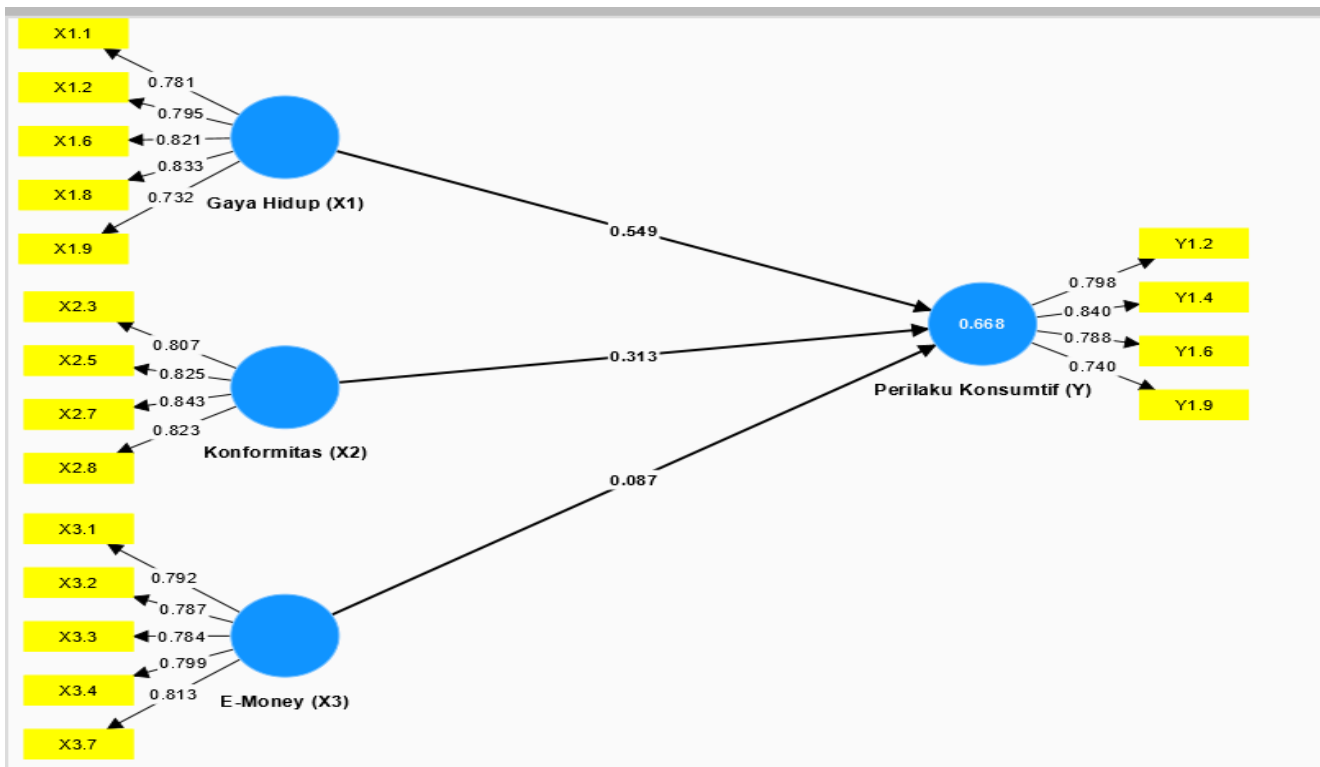 X1.1
0.781
X1.2
0.795
X1.6
0.821
X1.8
0.833
X1.9
0.732
Gaya Hidup (X1)
0.549
X2.3
0.807
X2.5
0.825
X2.7
0.843
X2.8
0.823
Konformitas (X2)
0.313
X3.1
0.792
X3.2
0.787
X3.3
0.784
X3.4
0.799
X3.7
0.813
E-Money (X3)
0.087
0.668
Perilaku Konsumtif (Y)
Y1.2
0.798
Y1.4
0.840
Y1.6
0.788
Y1.9
0.740